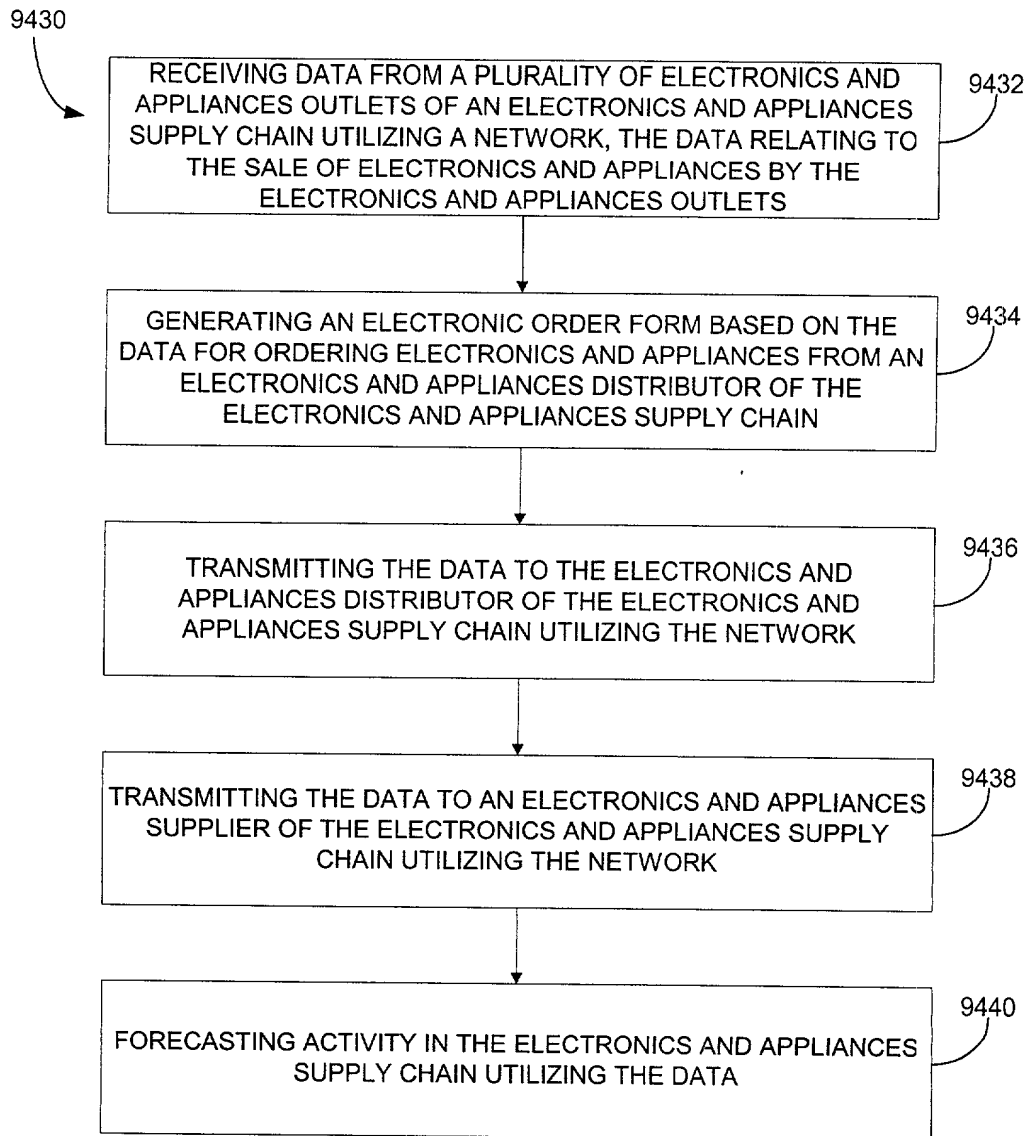 9430
RECEIVING DATA FROM A PLURALITY OF ELECTRONICS AND
APPLIANCES OUTLETS OF AN ELECTRONICS AND APPLIANCES
SUPPLY CHAIN UTILIZING A NETWORK, THE DATA RELATING TO
THE SALE OF ELECTRONICS AND APPLIANCES BY THE
ELECTRONICS AND APPLIANCES OUTLETS
9432
GENERATING AN ELECTRONIC ORDER FORM BASED ON THE
DATA FOR ORDERING ELECTRONICS AND APPLIANCES FROM AN
ELECTRONICS AND APPLIANCES DISTRIBUTOR OF THE
ELECTRONICS AND APPLIANCES SUPPLY CHAIN
9434
TRANSMITTING THE DATA TO THE ELECTRONICS AND
APPLIANCES DISTRIBUTOR OF THE ELECTRONICS AND
APPLIANCES SUPPLY CHAIN UTILIZING THE NETWORK
9436
TRANSMITTING THE DATA TO AN ELECTRONICS AND APPLIANCES
SUPPLIER OF THE ELECTRONICS AND APPLIANCES SUPPLY
CHAIN UTILIZING THE NETWORK
9438
FORECASTING ACTIVITY IN THE ELECTRONICS AND APPLIANCES
SUPPLY CHAIN UTILIZING THE DATA
9440